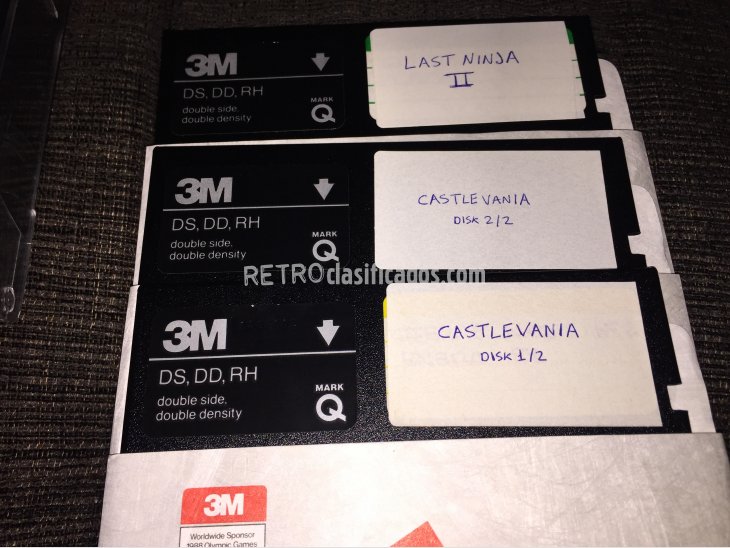 3M
DS, DD, RH
double side.
double density
MARK
Q
LAST NINJA
II
3M
DS, DD, RH
double side.
double density
MARK
Q
CASTLEVANIA
DISK 2/2
RETROclasificados.com
3M
DS, DD, RH
double side.
double density
MARK
Q
CASTLEVANIA
DISK 1/2
3M
Worldwide Sponsor
1988 Olympic Games